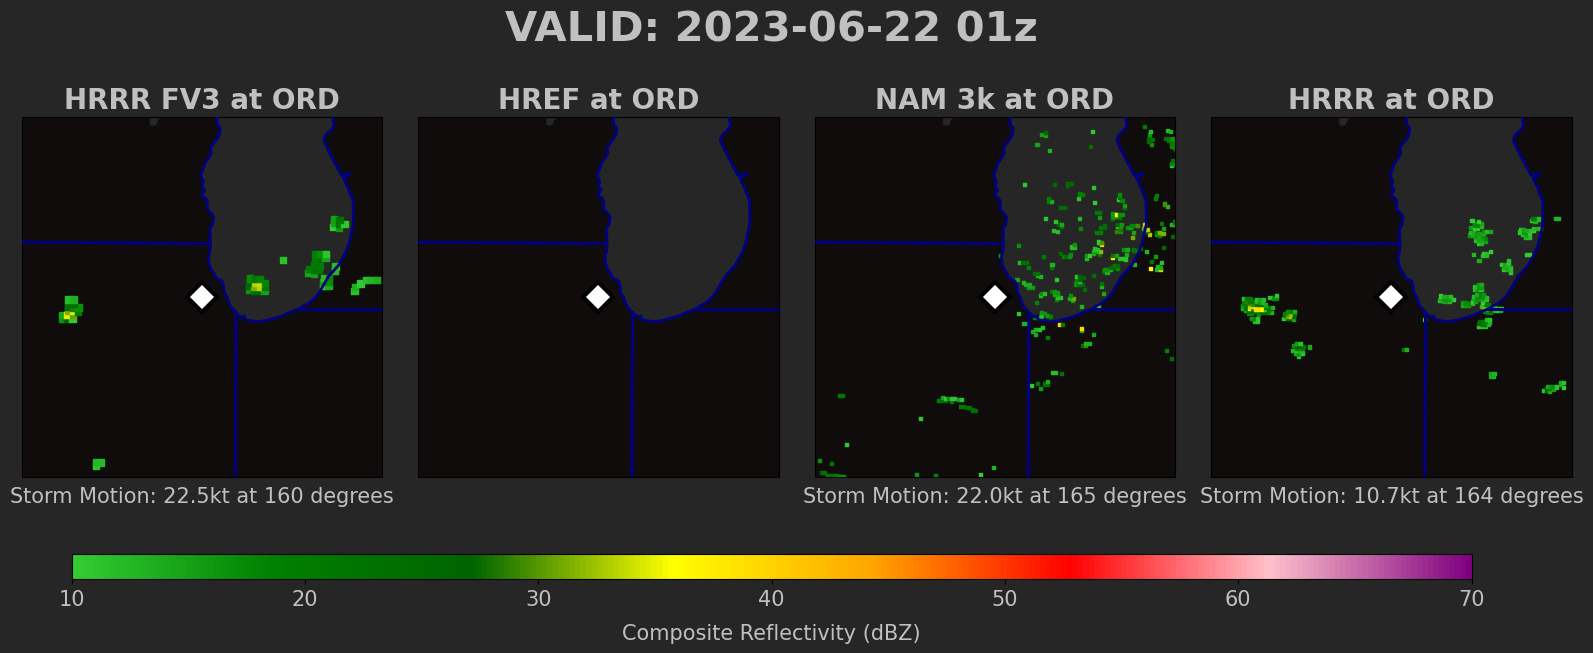 VALID: 2023-06-22 01z
HRRR FV3 at ORD
HREF at ORD
NAM 3k at ORD
HRRR at ORD
Storm Motion: 22.5kt at 160 degrees
Storm Motion: 22.0kt at 165 degrees
Storm Motion: 10.7kt at 164 degrees
10 20 30 40 50 60 70
Composite Reflectivity (dBZ)